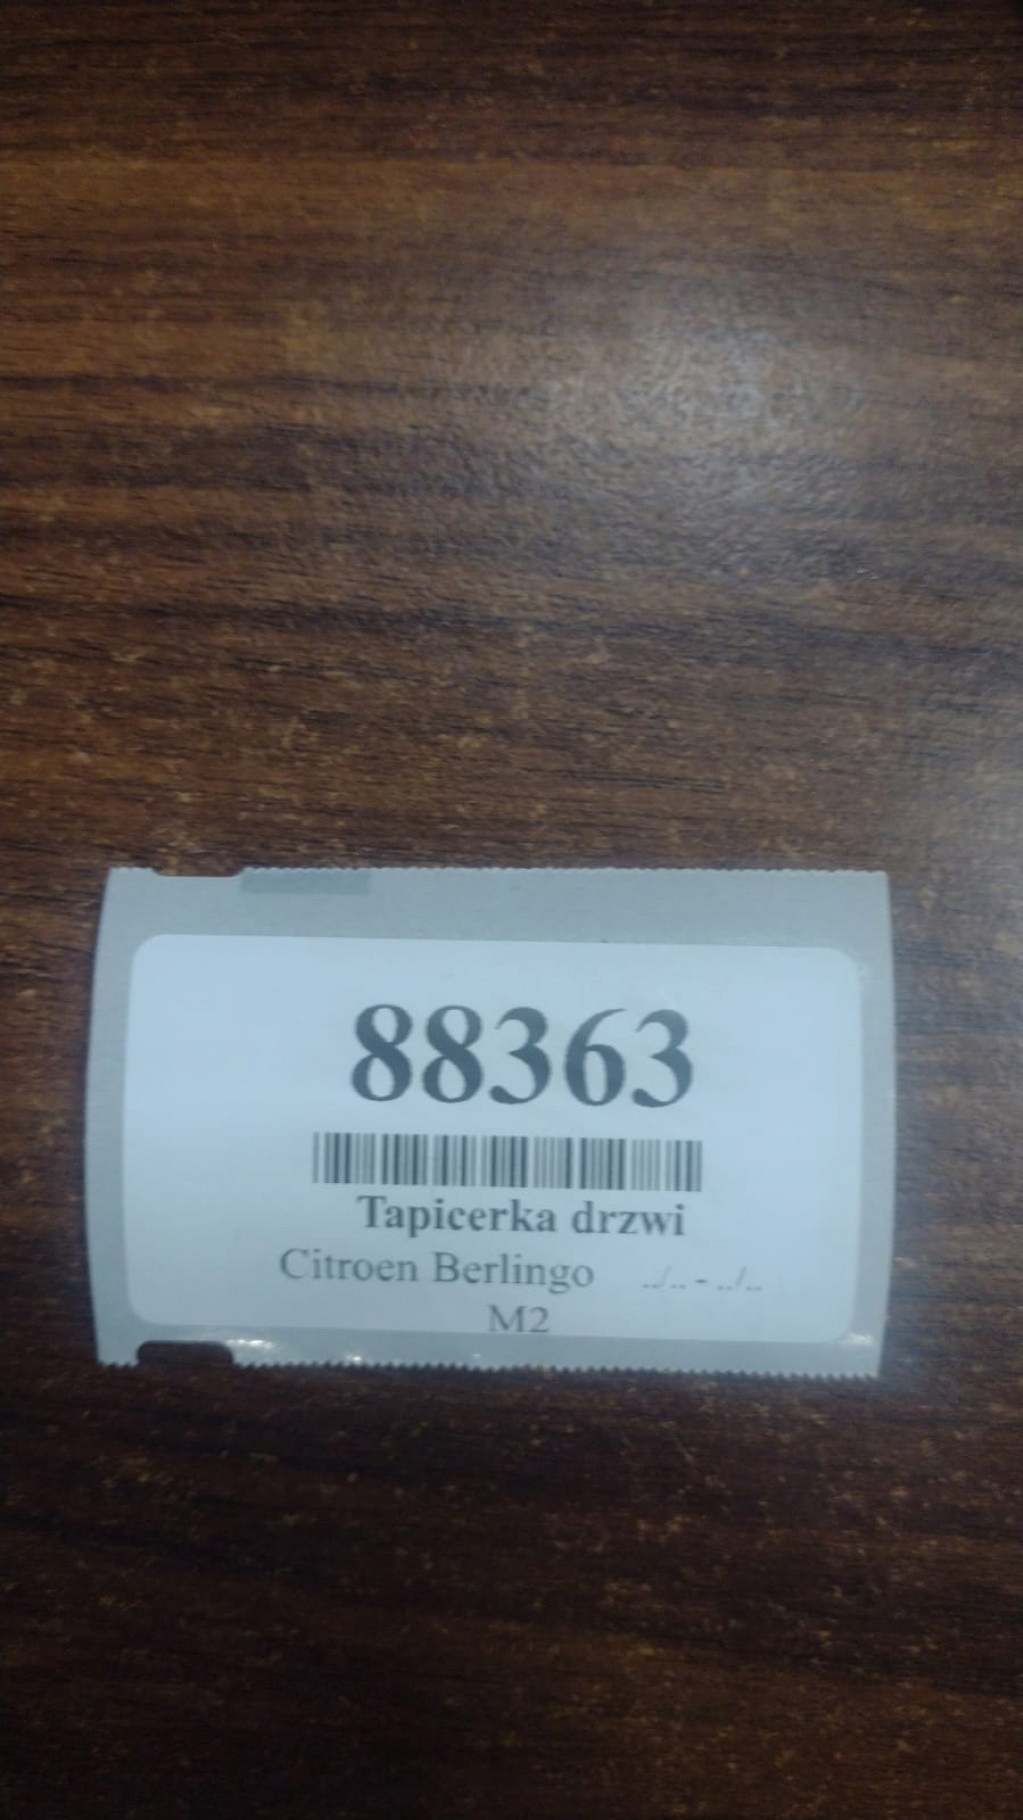 88363
Tapicerka drzwi
Citroen Berlingo ../.. - ../..
M2